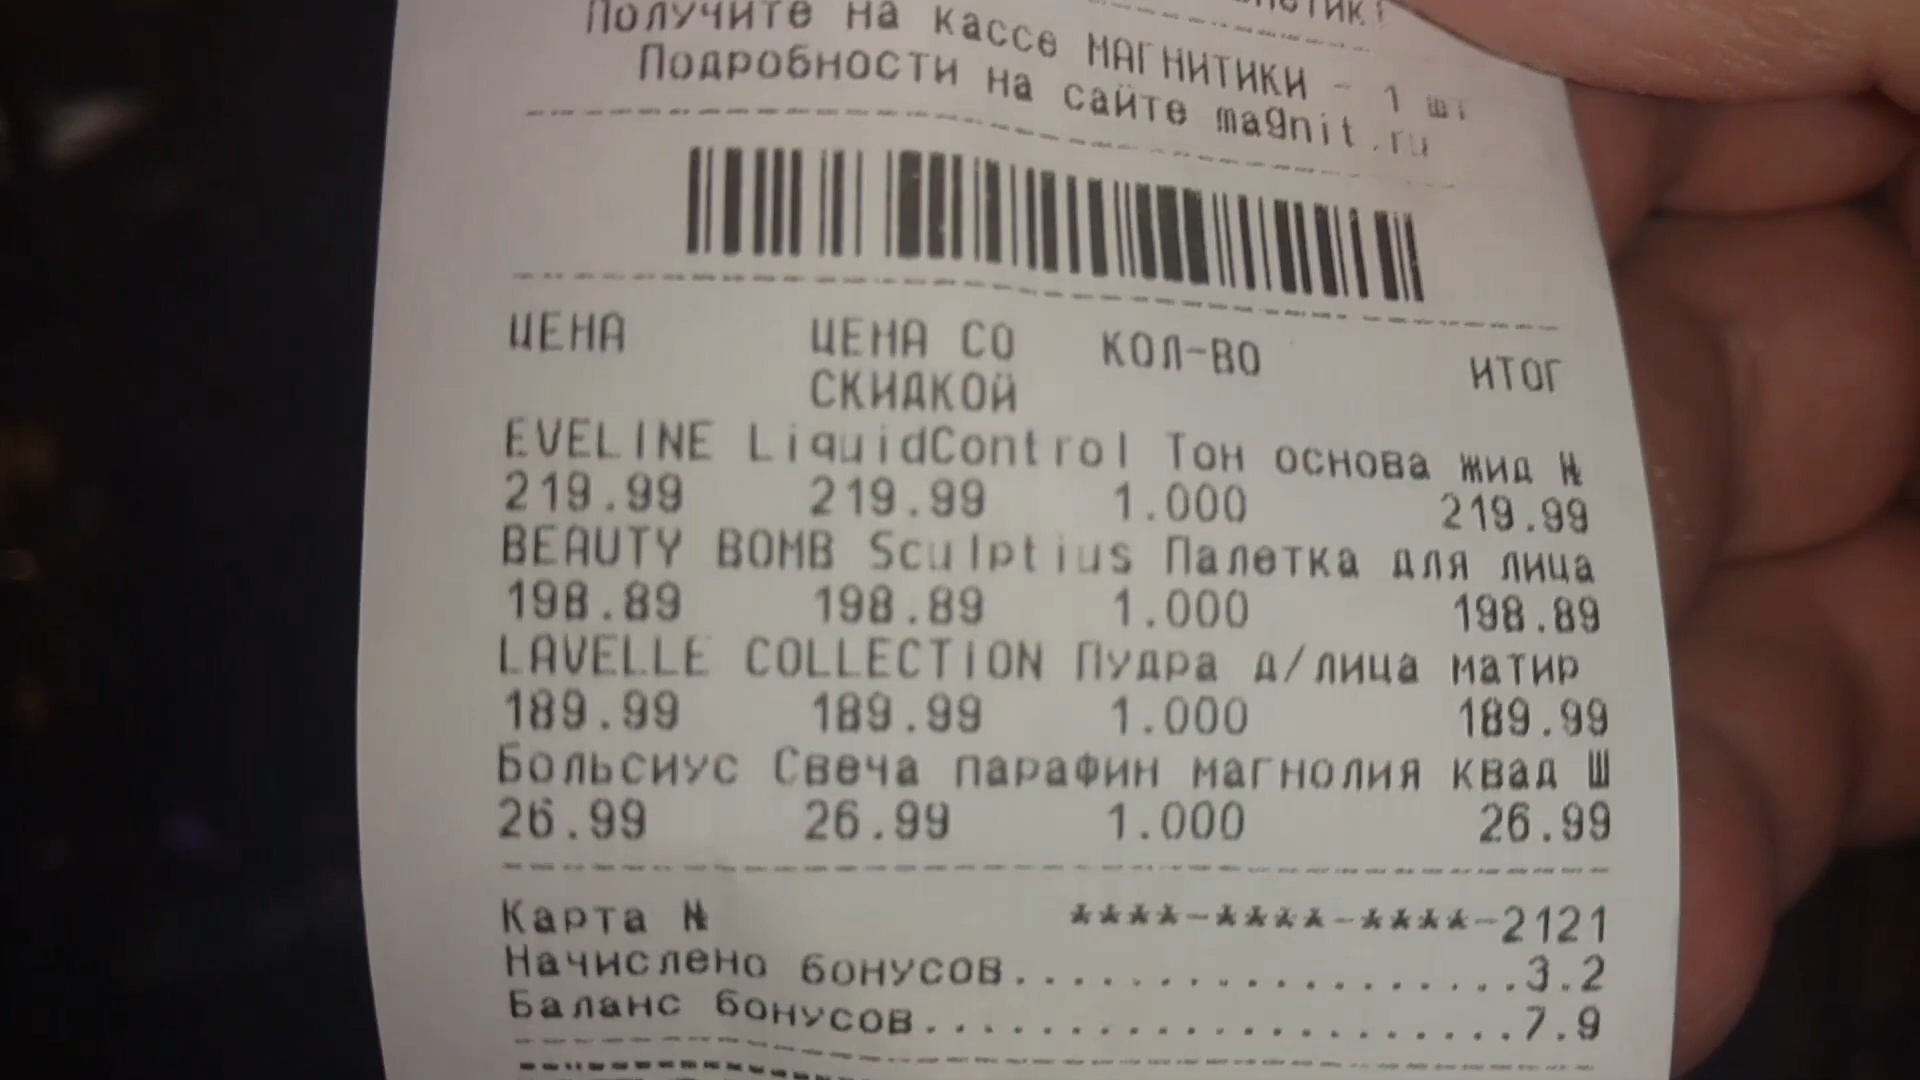 Получите на кассе МАГНИТИКИ - 1 шт
Подробности на сайте magnit.ru
ЦЕНА ЦЕНА СО СКИДКОЙ КОЛ-ВО ИТОГ
EVELINE LiquidControl Тон основа жид №
219.99 219.99 1.000 219.99
BEAUTY BOMB Sculptius Палетка для лица
198.89 198.89 1.000 198.89
LAVELLE COLLECTiON Пудра д/лица матир
189.99 189.99 1.000 189.99
Больсиус Свеча парафин магнолия квад Ш
26.99 26.99 1.000 26.99
Карта № ****-****-****-2121
Начислено бонусов..................3.2
Баланс бонусов.....................7.9